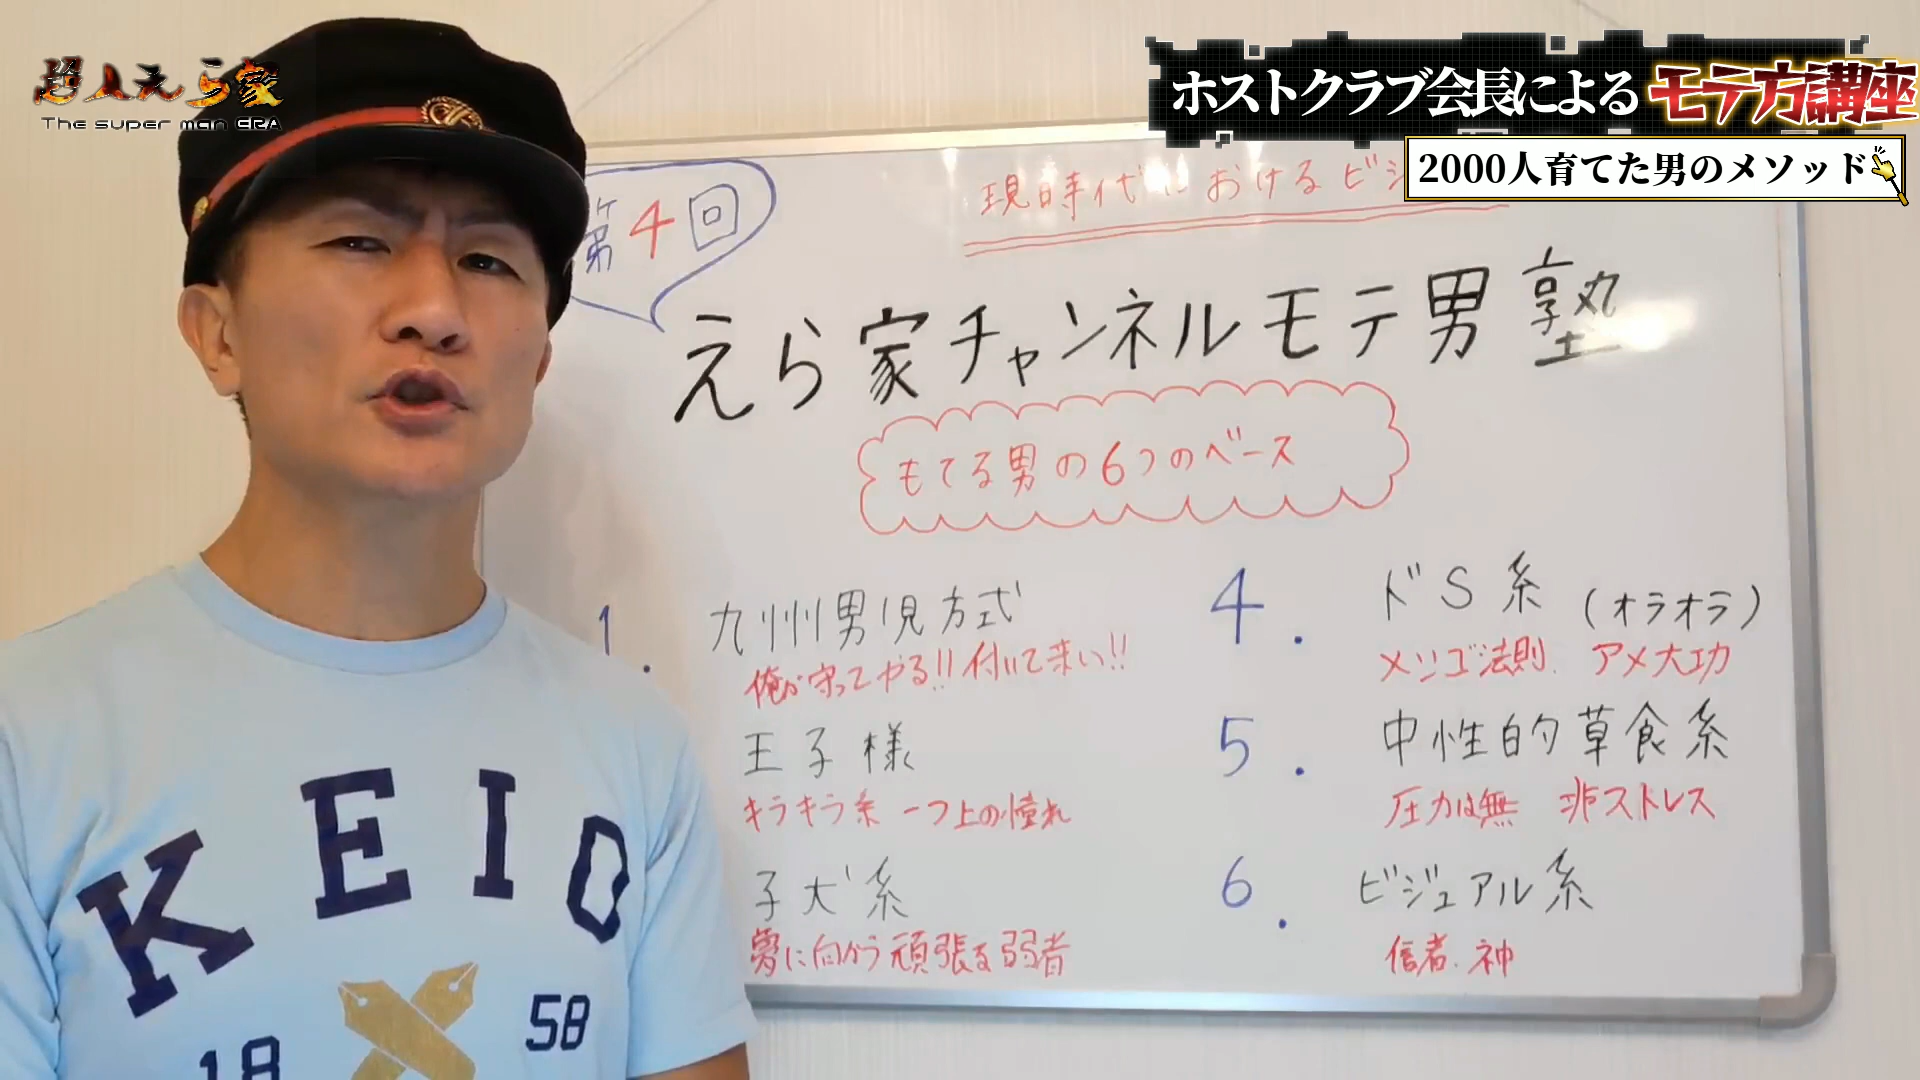 超人えら家
The super man ERA
ホストクラブ会長によるモテ方講座
2000人育てた男のメソッド
第4回
現時代におけるビジ
えら家チャンネルモテ男塾
もてる男の6つのベース
1. 九州男児方式
俺が守ってやる!!付いて来い!!
王子様
キラキラ系 一つ上の憧れ
子犬系
夢に向かう頑張る弱者
4. ドS系 (オラオラ)
メンゴ法則. アメ大功
5. 中性的草食系
圧力は無 非ストレス
6. ビジュアル系
信者. 神
KEIO
18 58